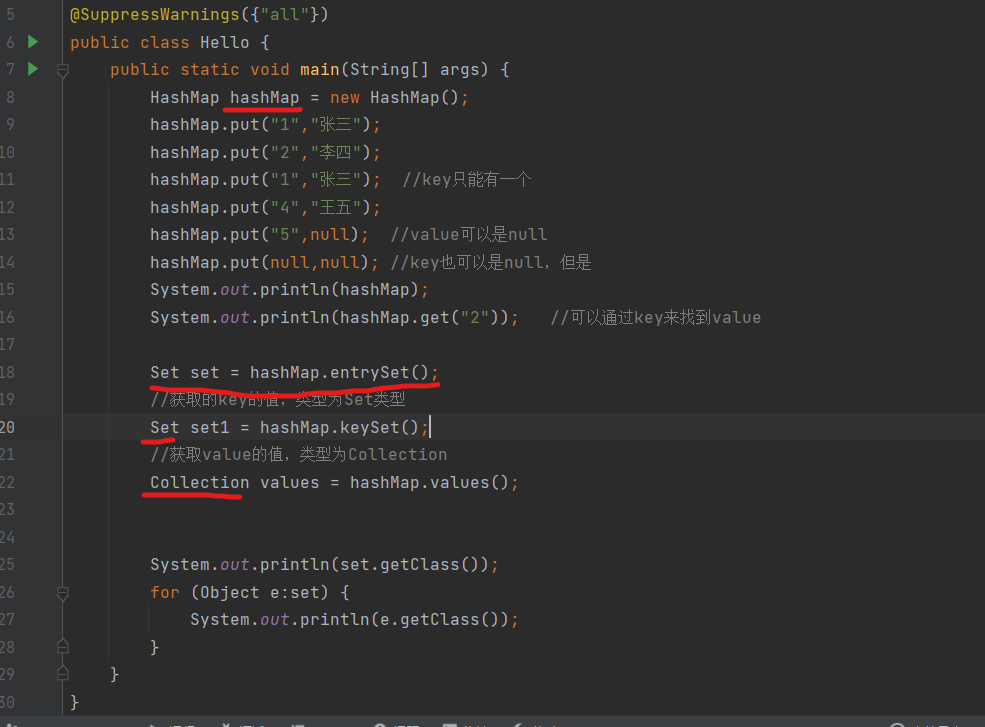 5 @SuppressWarnings({"all"})
6 public class Hello {
7 public static void main(String[] args) {
8 HashMap hashMap = new HashMap();
9 hashMap.put("1","张三");
10 hashMap.put("2","李四");
11 hashMap.put("1","张三"); //key只能有一个
12 hashMap.put("4","王五");
13 hashMap.put("5",null); //value可以是null
14 hashMap.put(null,null); //key也可以是null，但是
15 System.out.println(hashMap);
16 System.out.println(hashMap.get("2")); //可以通过key来找到value
17
18 Set set = hashMap.entrySet();
19 //获取的key的值，类型为Set类型
20 Set set1 = hashMap.keySet();
21 //获取value的值，类型为Collection
22 Collection values = hashMap.values();
23
24
25 System.out.println(set.getClass());
26 for (Object e:set) {
27 System.out.println(e.getClass());
28 }
29 }
30 }